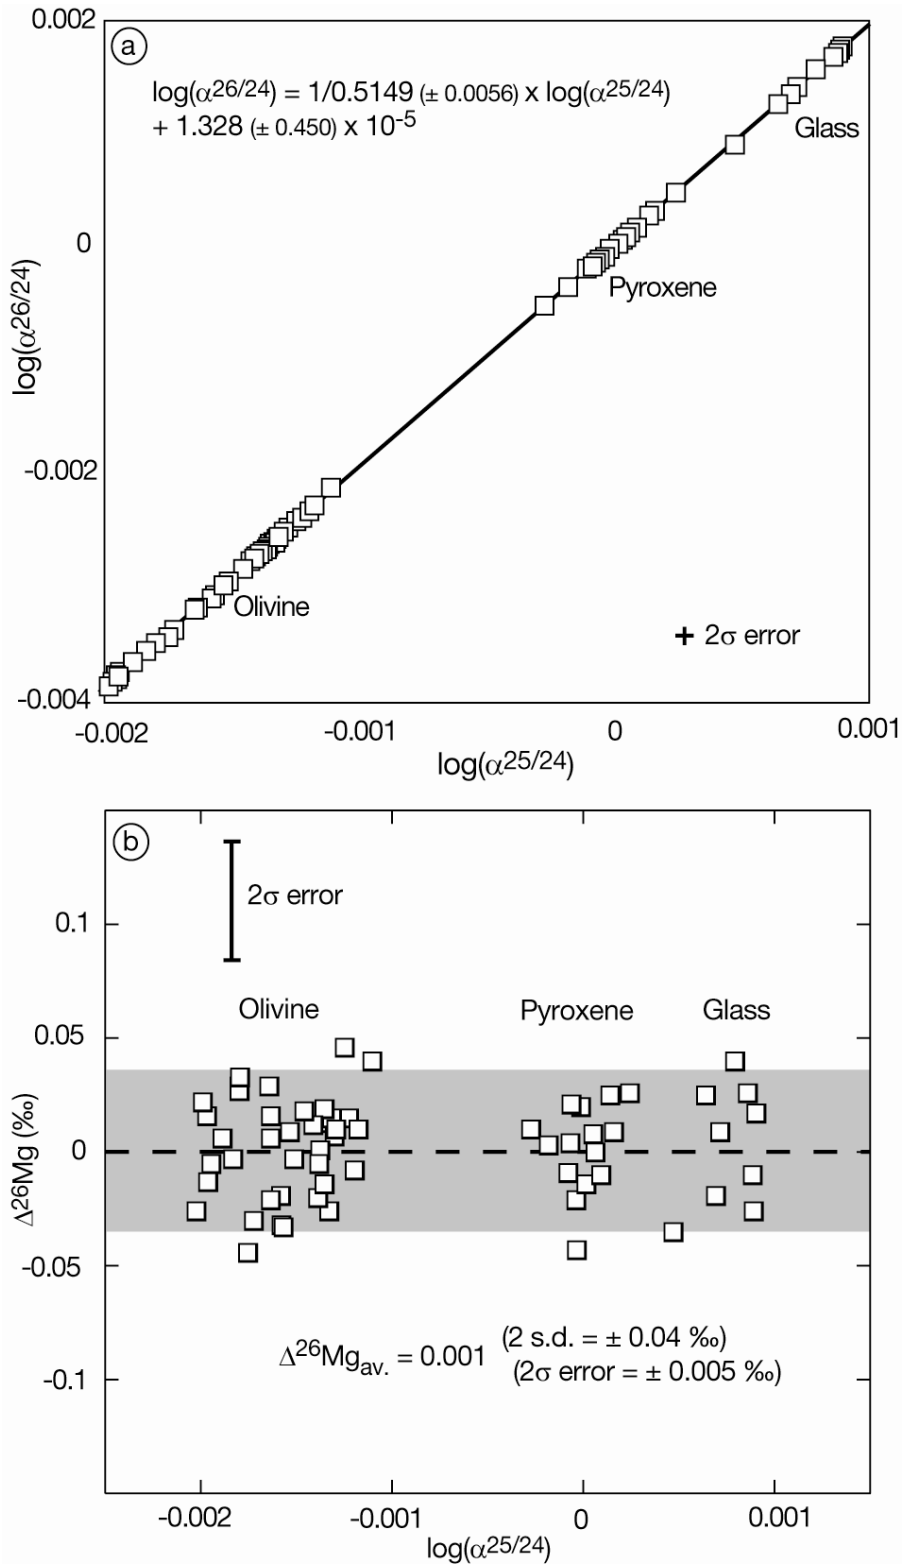 0.002
a
log(α26/24) = 1/0.5149 (± 0.0056) x log(α25/24)
+ 1.328 (± 0.450) x 10-5
Glass
0
Pyroxene
log(α26/24)
-0.002
Olivine
+ 2σ error
-0.004
-0.002 -0.001 0 0.001
log(α25/24)
b
2σ error
0.1
Olivine Pyroxene Glass
0.05
0
Δ26Mg (‰)
-0.05
Δ26Mgav. = 0.001 (2 s.d. = ± 0.04 ‰)
(2σ error = ± 0.005 ‰)
-0.1
-0.002 -0.001 0 0.001
log(α25/24)